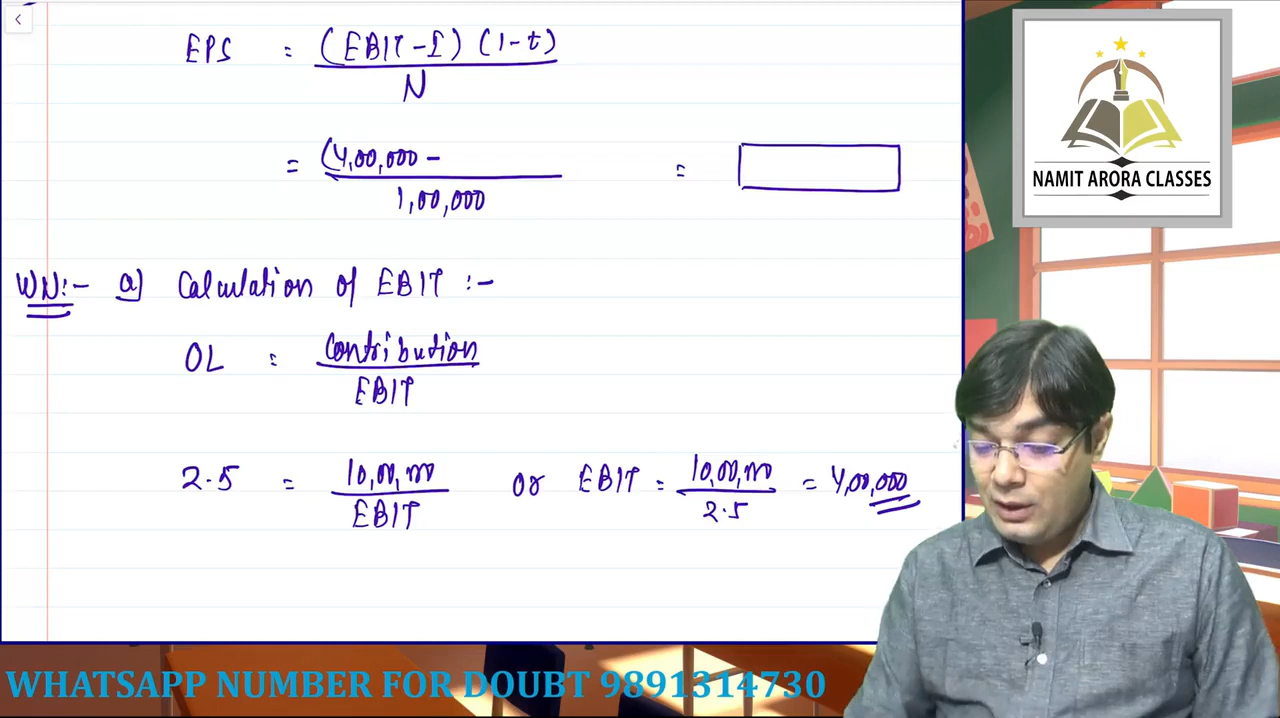 EPS = (EBIT-I) (1-t)
N
= (4,00,000 -
1,00,000
=
WN:- a) Calculation of EBIT :-
OL = Contribution
EBIT
2.5 = 10,00,000
EBIT
or EBIT = 10,00,000 = 4,00,000
2.5
NAMIT ARORA CLASSES
WHATSAPP NUMBER FOR DOUBT 9891314730